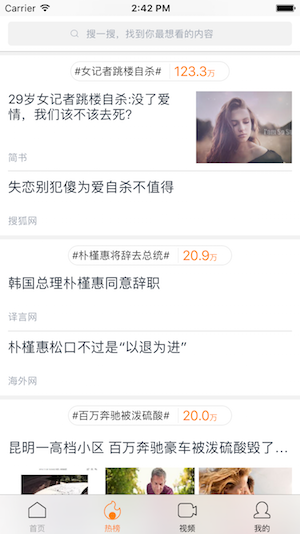 Carrier 2:42 PM
搜一搜，找到你最想看的内容
#女记者跳楼自杀# 123.3万
29岁女记者跳楼自杀:没了爱
情，我们该不该去死?
简书
失恋别犯傻为爱自杀不值得
搜狐网
#朴槿惠将辞去总统# 20.9万
韩国总理朴槿惠同意辞职
译言网
朴槿惠松口不过是“以退为进”
海外网
#百万奔驰被泼硫酸# 20.0万
昆明一高档小区 百万奔驰豪车被泼硫酸毁了...
首页 热榜 视频 我的